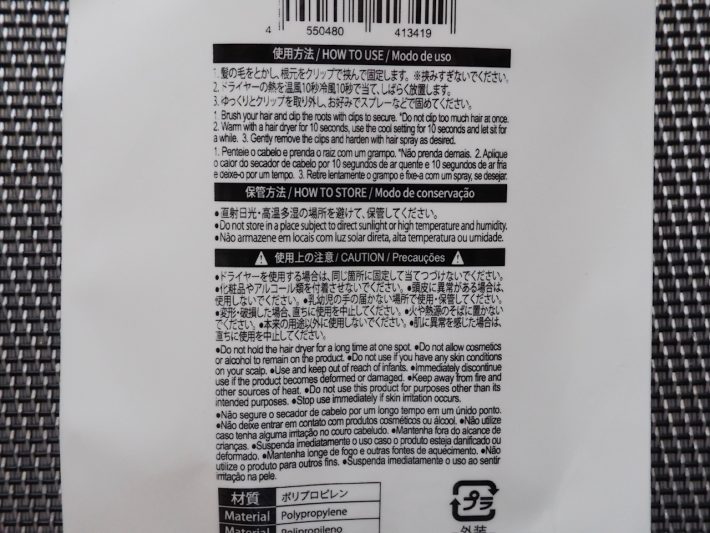 4 550480 413419
使用方法 / HOW TO USE / Modo de uso
1. 髪の毛をとかし、根元をクリップで挟んで固定します。※挟みすぎないでください。
2. ドライヤーの熱を温風10秒冷風10秒で当て、しばらく放置します。
3. ゆっくりとクリップを取り外し、お好みでスプレーなどで固めてください。
1. Brush your hair and clip the roots with clips to secure. *Do not clip too much hair at once.
2. Warm with a hair dryer for 10 seconds, use the cool setting for 10 seconds and let sit for
a while. 3. Gently remove the clips and harden with hair spray as desired.
1. Penteie o cabelo e prenda o raiz com um grampo. *Não prenda demais. 2. Aplique
o calor do secador de cabelo por 10 segundos de ar quente e 10 segundos de ar fria
e deixe-o por um tempo. 3. Retire lentamente o grampo e fixe-a com um spray, se desejar.
保管方法 / HOW TO STORE / Modo de conservação
●直射日光・高温多湿の場所を避けて、保管してください。
●Do not store in a place subject to direct sunlight or high temperature and humidity.
●Não armazene em locais com luz solar direta, alta temperatura ou umidade.
使用上の注意 / CAUTION / Precauções
●ドライヤーを使用する場合は、同じ箇所に固定して当てつづけないでください。
●化粧品やアルコール類を付着させないでください。●頭皮に異常がある場合は、
使用しないでください。●乳幼児の手の届かない場所で使用・保管してください。
●変形・破損した場合、直ちに使用を中止してください。●火や熱源のそばに置かない
でください。●本来の用途以外に使用しないでください。●肌に異常を感じた場合は、
直ちに使用を中止してください。
●Do not hold the hair dryer for a long time at one spot. ●Do not allow cosmetics
or alcohol to remain on the product. ●Do not use if you have any skin conditions
on your scalp. ●Use and keep out of reach of infants. ●Immediately discontinue
use if the product becomes deformed or damaged. ●Keep away from fire and
other sources of heat. ●Do not use this product for purposes other than its
intended purposes. ●Stop use immediately if skin irritation occurs.
●Não segure o secador de cabelo por um longo tempo em um único ponto.
●Não deixe entrar em contato com produtos cosméticos ou álcool. ●Não utilize
caso tenha alguma irritação no couro cabeludo. ●Mantenha fora do alcance de
crianças. ●Suspenda imediatamente o uso caso o produto esteja danificado ou
deformado. ●Mantenha longe de fogo e outras fontes de aquecimento. ●Não
utilize o produto para outros fins. ●Suspenda imediatamente o uso ao sentir
irritação na pele.
材質 ポリプロピレン
Material Polypropylene
Material Polipropileno
プラ
外装